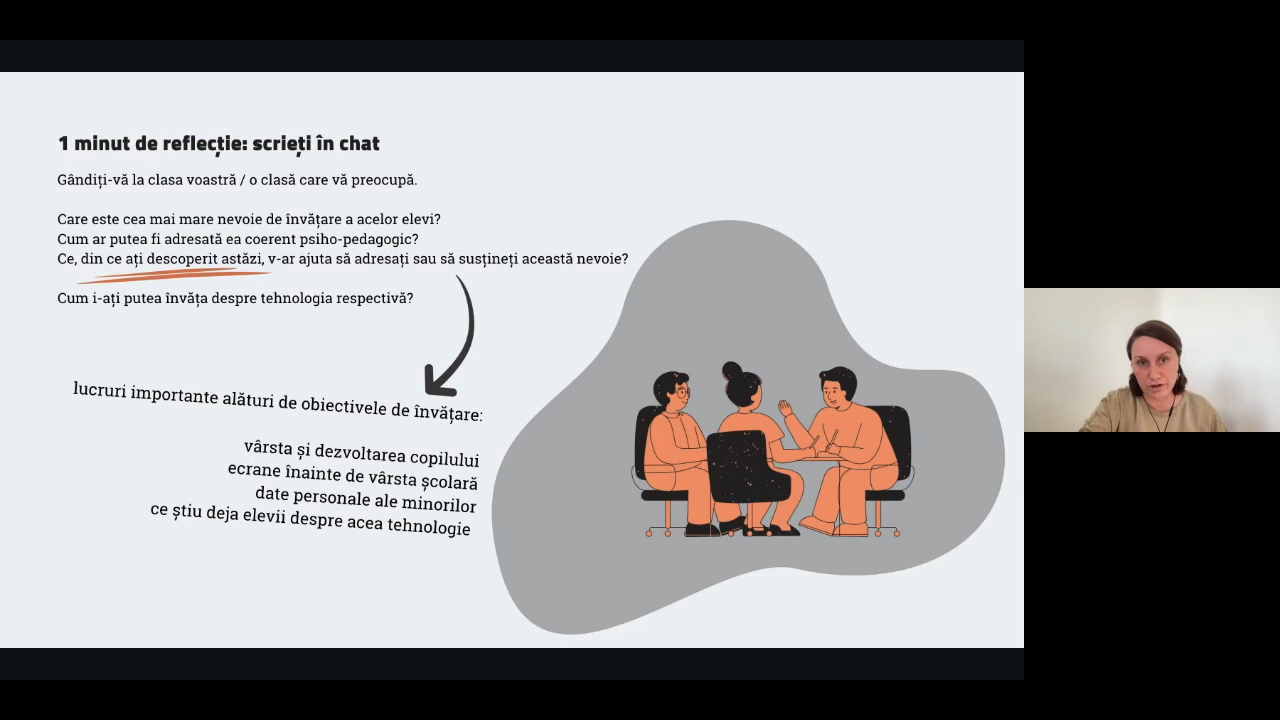 1 minut de reflecție: scrieți în chat
Gândiți-vă la clasa voastră / o clasă care vă preocupă.
Care este cea mai mare nevoie de învățare a acelor elevi?
Cum ar putea fi adresată ea coerent psiho-pedagogic?
Ce, din ce ați descoperit astăzi, v-ar ajuta să adresați sau să susțineți această nevoie?
Cum i-ați putea învăța despre tehnologia respectivă?
lucruri importante alături de obiectivele de învățare:
vârsta și dezvoltarea copilului
ecrane înainte de vârsta școlară
date personale ale minorilor
ce știu deja elevii despre acea tehnologie